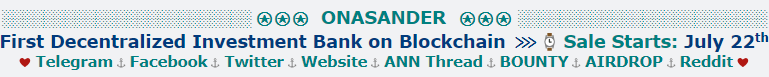 ONASANDER
First Decentralized Investment Bank on Blockchain ⋙ ⌚ Sale Starts: July 22th
Telegram ⚓ Facebook ⚓ Twitter ⚓ Website ⚓ ANN Thread ⚓ BOUNTY ⚓ AIRDROP ⚓ Reddit